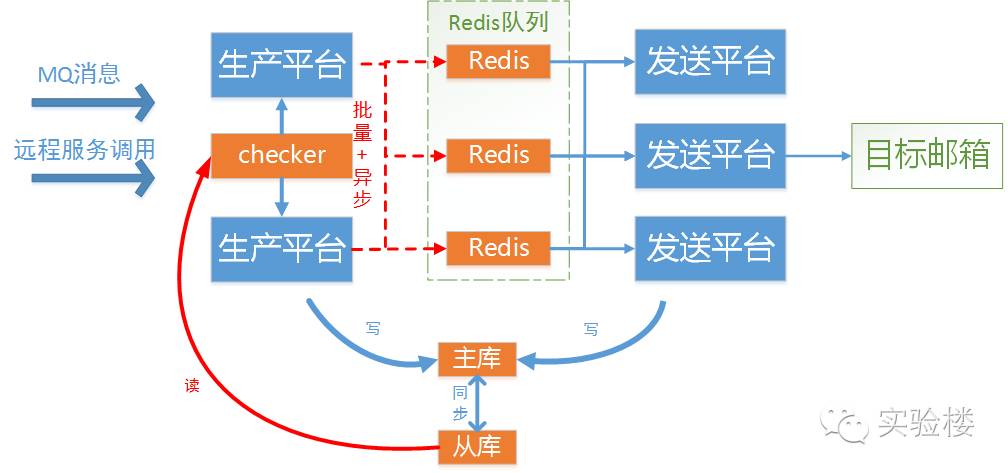 MQ消息
远程服务调用
生产平台
checker
生产平台
批量+异步
Redis队列
Redis
Redis
Redis
发送平台
发送平台
发送平台
目标邮箱
写
写
主库
同步
从库
读
实验楼